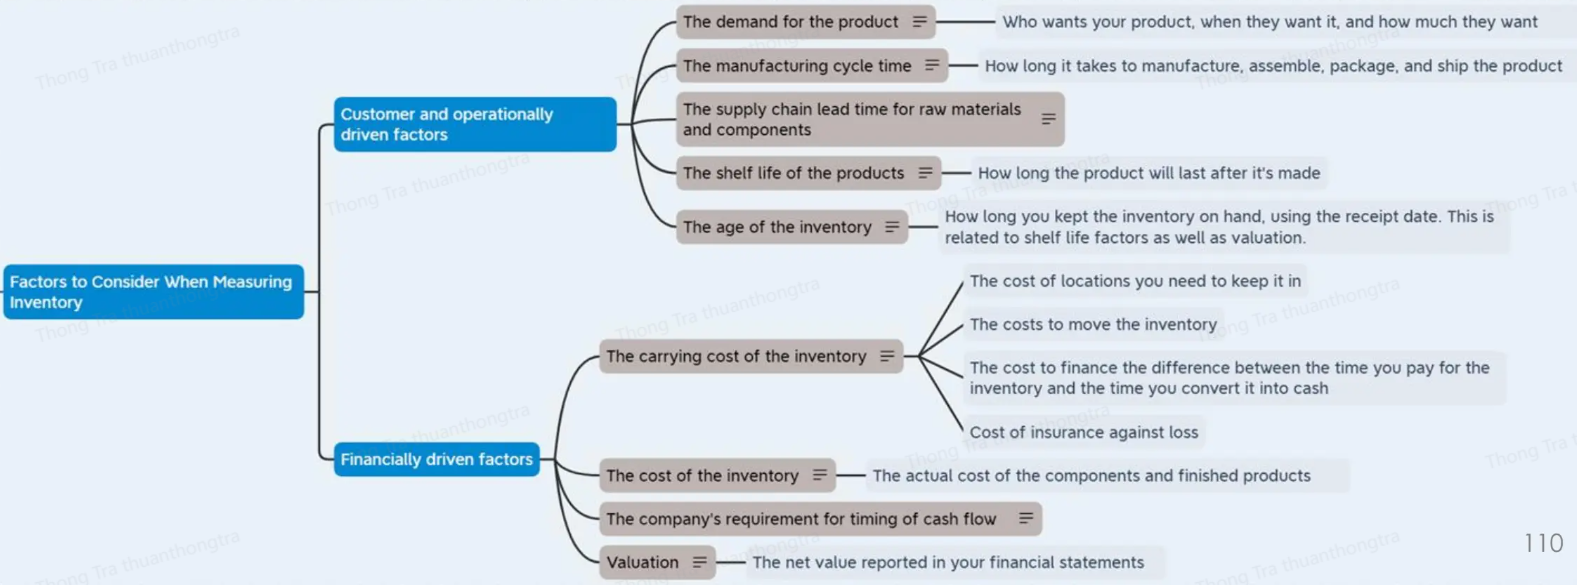 Factors to Consider When Measuring
Inventory
Customer and operationally
driven factors
The demand for the product
Who wants your product, when they want it, and how much they want
The manufacturing cycle time
How long it takes to manufacture, assemble, package, and ship the product
The supply chain lead time for raw materials
and components
The shelf life of the products
How long the product will last after it's made
The age of the inventory
How long you kept the inventory on hand, using the receipt date. This is
related to shelf life factors as well as valuation.
Financially driven factors
The carrying cost of the inventory
The cost of locations you need to keep it in
The costs to move the inventory
The cost to finance the difference between the time you pay for the
inventory and the time you convert it into cash
Cost of insurance against loss
The cost of the inventory
The actual cost of the components and finished products
The company's requirement for timing of cash flow
Valuation
The net value reported in your financial statements
110
Thong Tra thuanthongtra